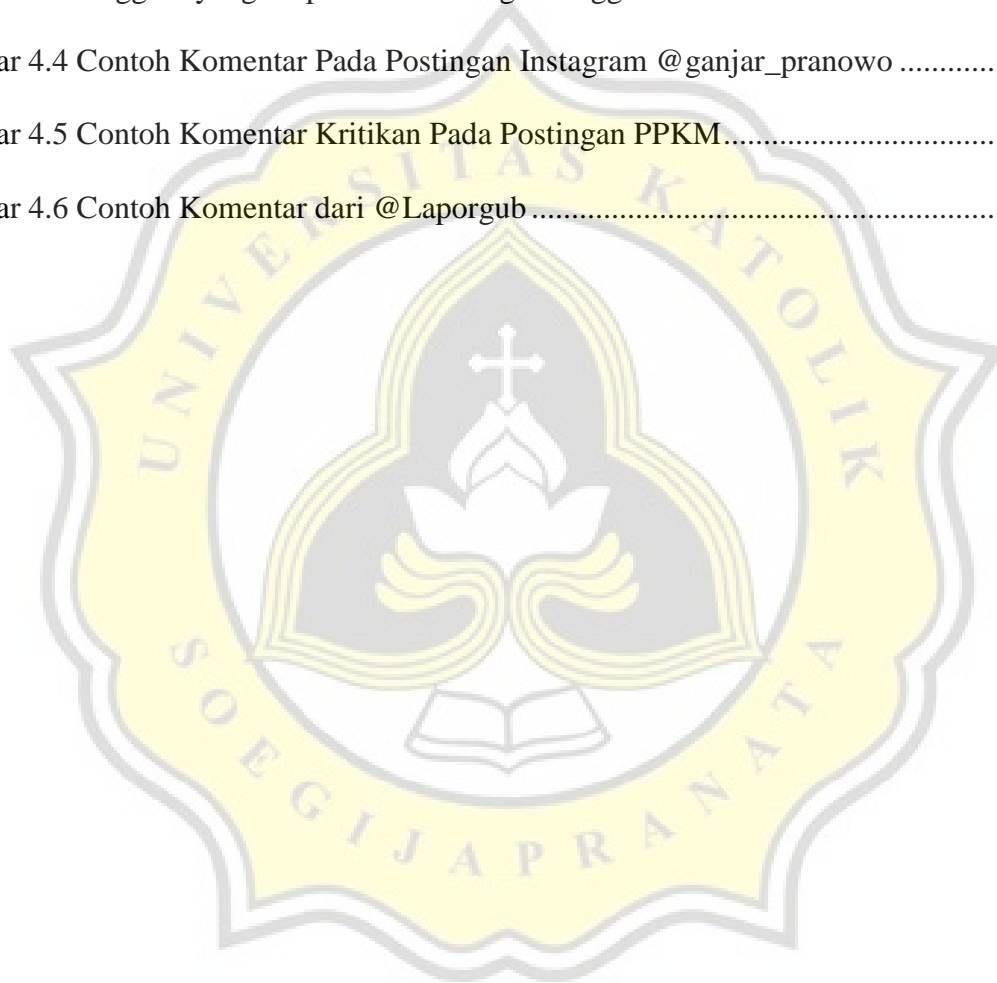 ar 4.4 Contoh Komentar Pada Postingan Instagram @ganjar_pranowo ............
ar 4.5 Contoh Komentar Kritikan Pada Postingan PPKM.................................
ar 4.6 Contoh Komentar dari @Laporgub.........................................................
UNIVERSITAS KATOLIK
SOEGIJAPRANATA